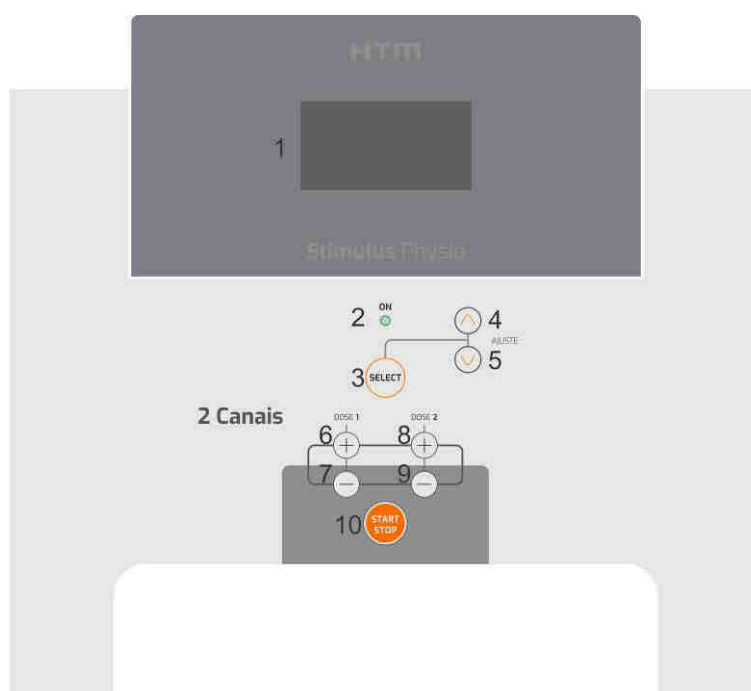 HTM
1
Stimulus Physio
2 ON
4
AJUSTE
5
3 SELECT
2 Canais
DOSE 1 DOSE 2
6 + 8 +
7 − 9 −
10 START
STOP